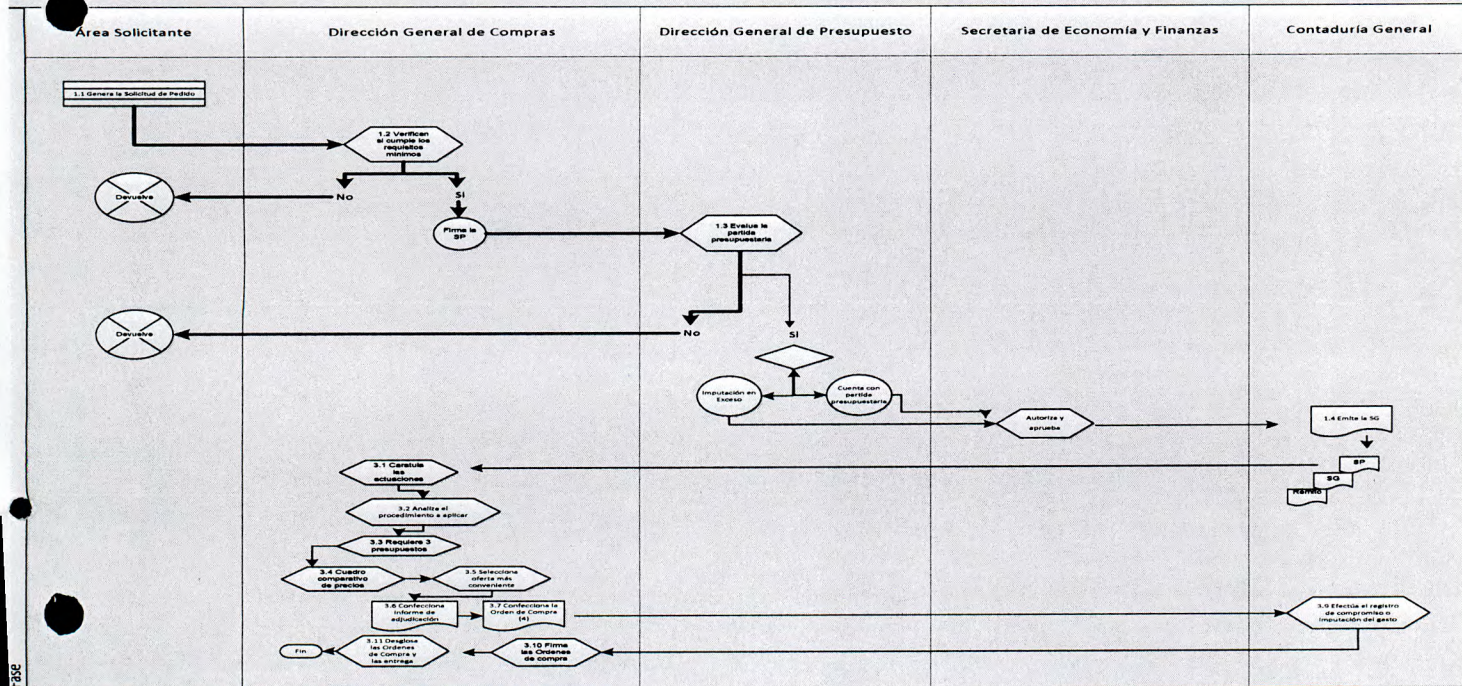 Área Solicitante
Dirección General de Compras
Dirección General de Presupuesto
Secretaria de Economía y Finanzas
Contaduría General
1.1 Genera la Solicitud de Pedido
1.2 Verifican
si cumple los
requisitos
minimos
Devuelve
No
Si
Firma la
SP
1.3 Evalua la
partida
presupuestaria
Devuelve
No
Si
Imputación en
Exceso
Cuenta con
partida
presupuestaria
Autoriza y
aprueba
1.4 Emite la SG
SP
SG
Remito
3.1 Caratula
las
actuaciones
3.2 Analiza el
procedimiento a aplicar
3.3 Requiere 3
presupuestos
3.4 Cuadro
comparativo
de precios
3.5 Selecciona
oferta más
conveniente
3.6 Confecciona
Informe de
adjudicación
3.7 Confecciona la
Orden de Compra
(4)
3.9 Efectúa el registro
de compromiso o
imputación del gasto
Fin
3.11 Desglosa
las Ordenes
de Compra y
las entrega
3.10 Firma
las Ordenes
de compra
ase